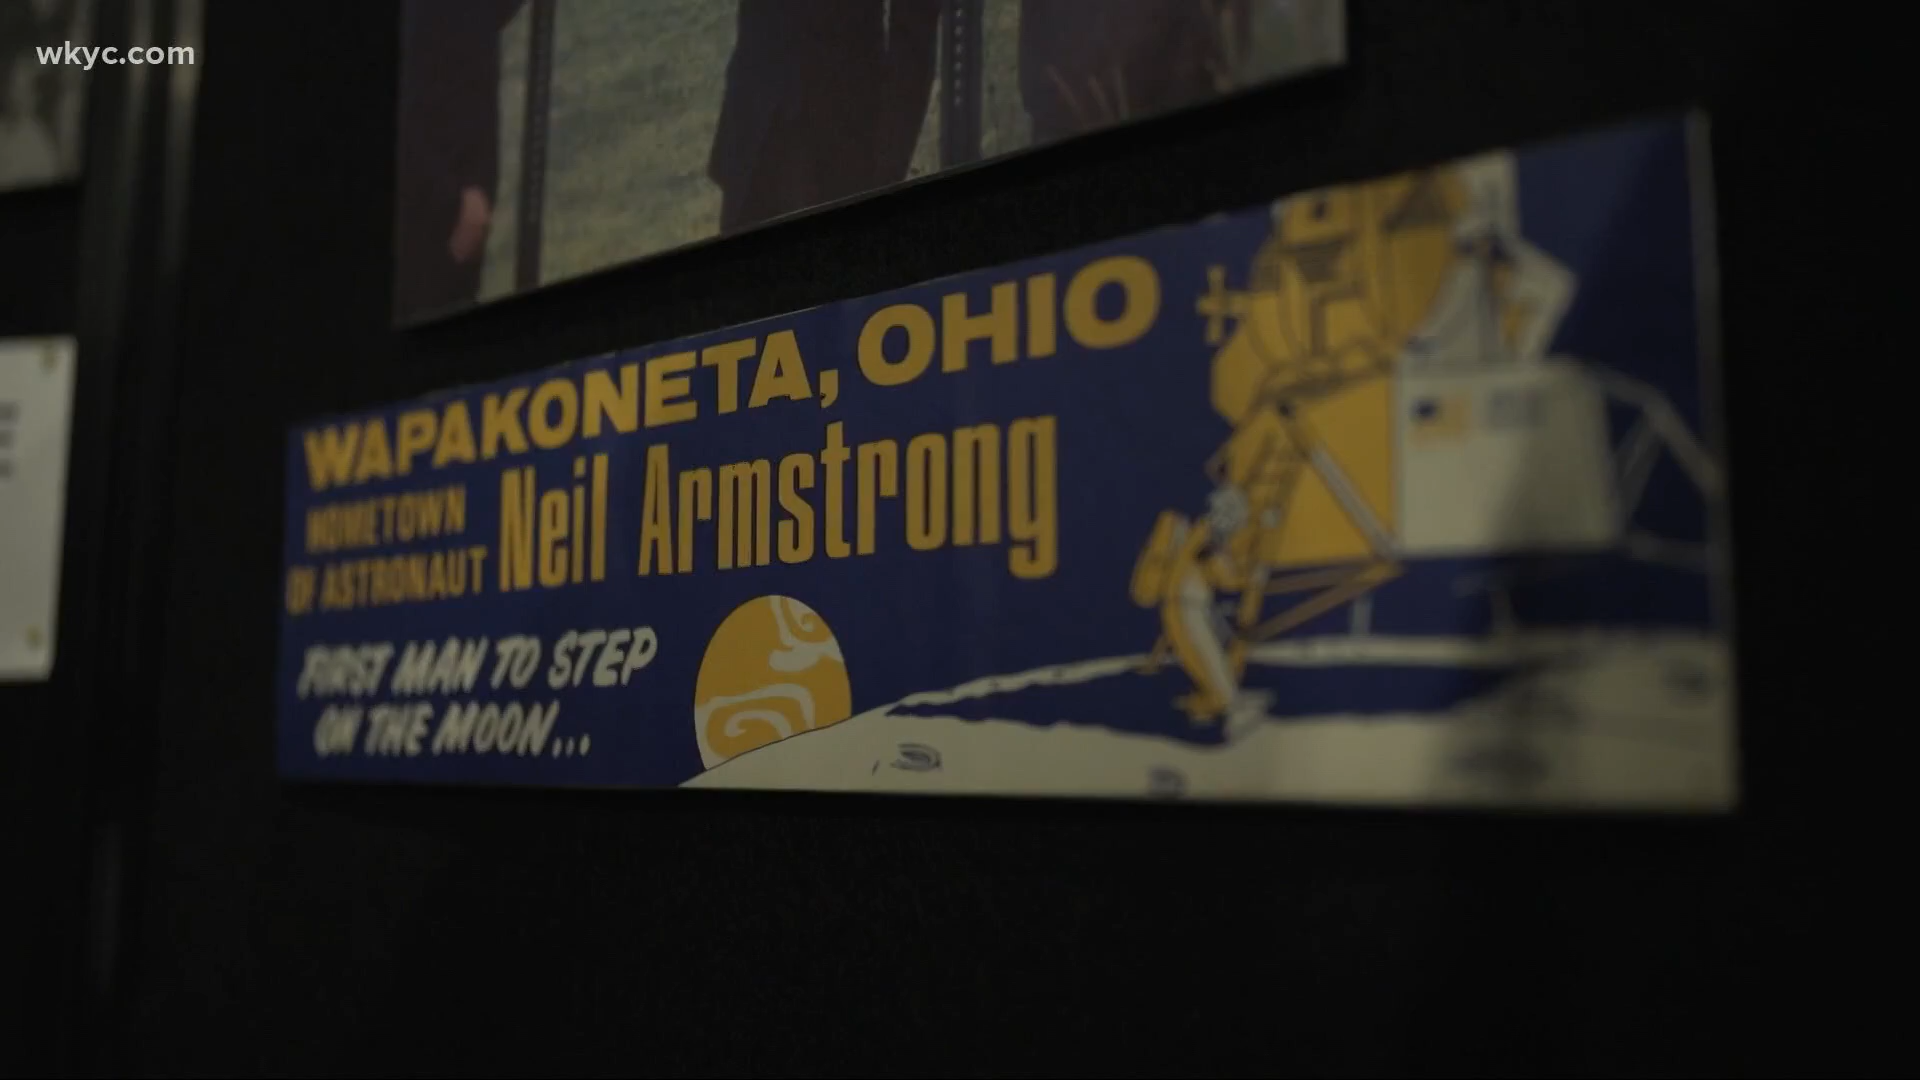 wkyc.com
WAPAKONETA, OHIO
HOMETOWN
OF ASTRONAUT Neil Armstrong
FIRST MAN TO STEP
ON THE MOON...